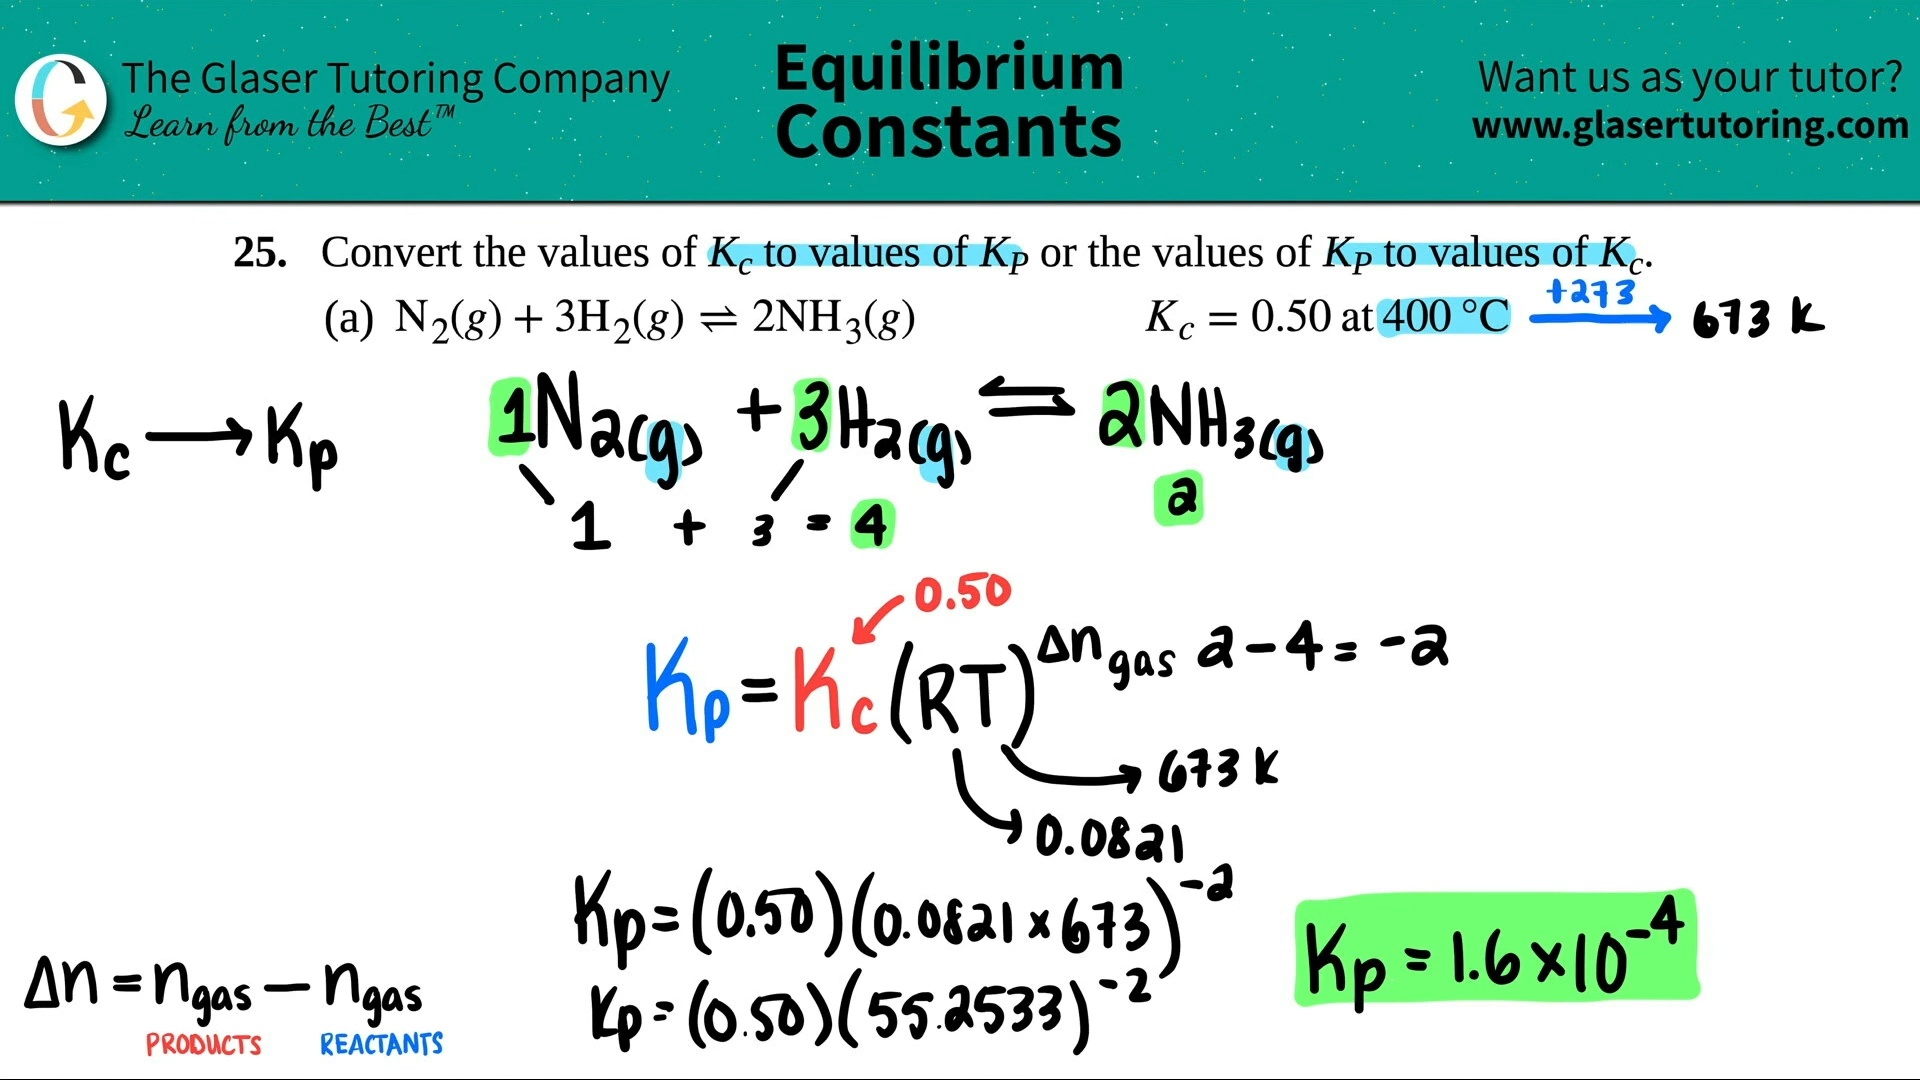 The Glaser Tutoring Company
Learn from the Best™
Equilibrium
Constants
Want us as your tutor?
www.glasertutoring.com
25. Convert the values of Kc to values of KP or the values of KP to values of Kc.
(a) N₂(g) + 3H₂(g) ⇌ 2NH₃(g) Kc = 0.50 at 400 °C +273 → 673 K
Kc → Kp
1N₂(g) + 3H₂(g) ⇌ 2NH₃(g)
1 + 3 = 4
2
0.50
Kp = Kc (RT)^Δngas 2 - 4 = -2
673 K
0.0821
Kp = (0.50)(0.0821 x 673)⁻²
Kp = (0.50)(55.2533)⁻²
Kp = 1.6 x 10⁻⁴
Δn = ngas — ngas
PRODUCTS REACTANTS